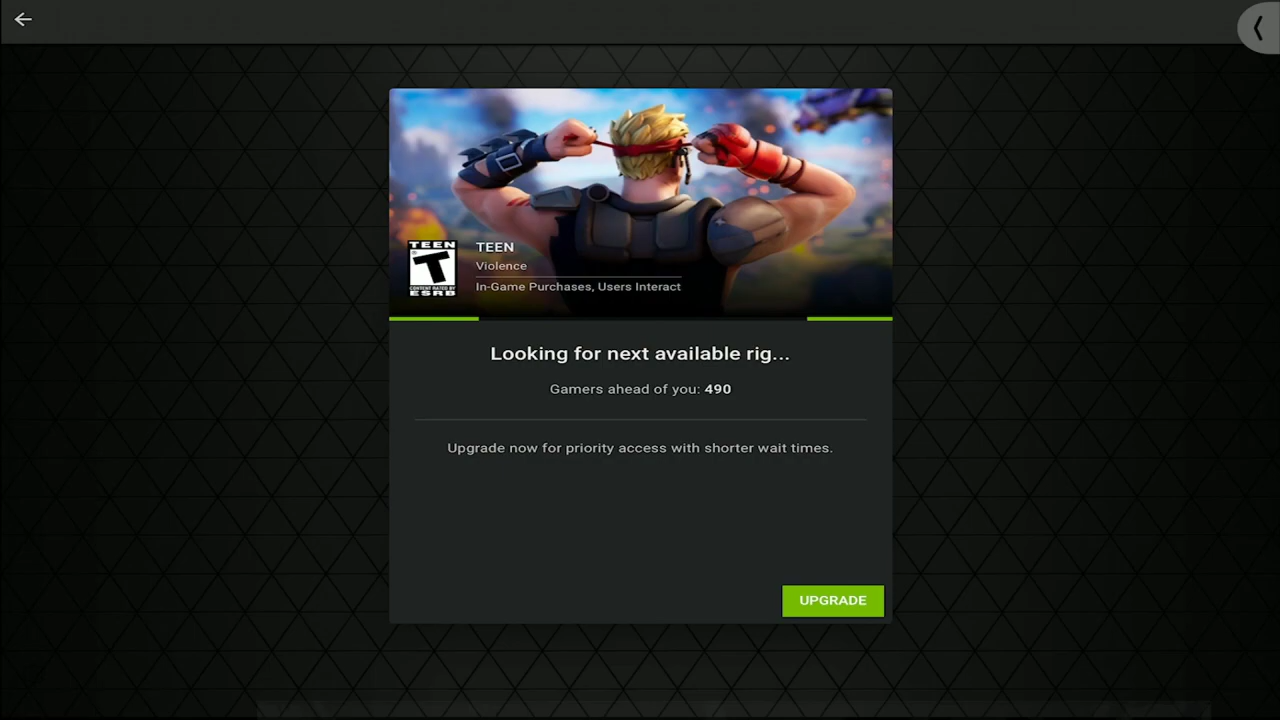 TEEN
CONTENT RATED BY
ESRB
TEEN
Violence
In-Game Purchases, Users Interact
Looking for next available rig...
Gamers ahead of you: 490
Upgrade now for priority access with shorter wait times.
UPGRADE